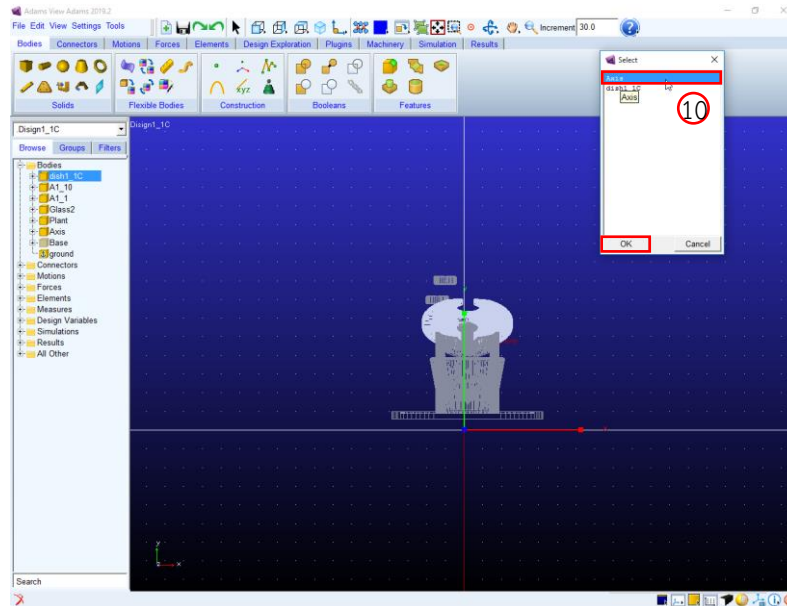 Adams View Adams 2019.2
File Edit View Settings Tools
Increment 30.0
Bodies Connectors Motions Forces Elements Design Exploration Plugins Machinery Simulation Results
Solids Flexible Bodies Construction Booleans Features
Select
Axis
dish1_1C
Axis
10
OK Cancel
Disign1_1C
Disign1_1C
Browse Groups Filters
Bodies
dish1_1C
A1_10
A1_1
Glass2
Plant
Axis
Base
ground
Connectors
Motions
Forces
Elements
Measures
Design Variables
Simulations
Results
All Other
y
x
Search